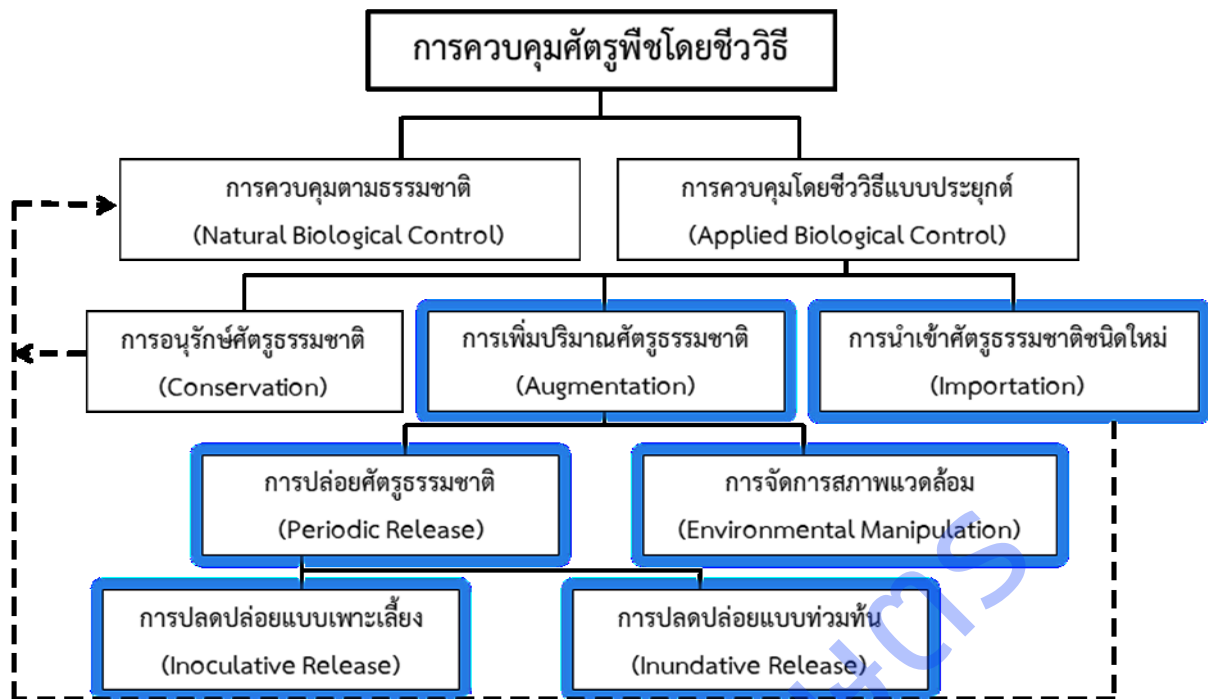 การควบคุมศัตรูพืชโดยชีววิธี
การควบคุมตามธรรมชาติ
(Natural Biological Control)
การควบคุมโดยชีววิธีแบบประยุกต์
(Applied Biological Control)
การอนุรักษ์ศัตรูธรรมชาติ
(Conservation)
การเพิ่มปริมาณศัตรูธรรมชาติ
(Augmentation)
การนำเข้าศัตรูธรรมชาติชนิดใหม่
(Importation)
การปล่อยศัตรูธรรมชาติ
(Periodic Release)
การจัดการสภาพแวดล้อม
(Environmental Manipulation)
การปลดปล่อยแบบเพาะเลี้ยง
(Inoculative Release)
การปลดปล่อยแบบท่วมท้น
(Inundative Release)